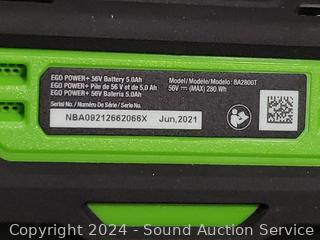 EGO POWER+ 56V Battery 5.0Ah
EGO POWER+ Pile de 56 V et de 5,0 Ah
EGO POWER+ 56V Batería 5.0Ah
Model/Modèle/Modelo: BA2800T
56V ⎓ (MAX) 280 Wh
Serial No./ Numéro De Série / Serie No.
NBA09212662066X Jun,2021
Copyright 2024 - Sound Auction Service